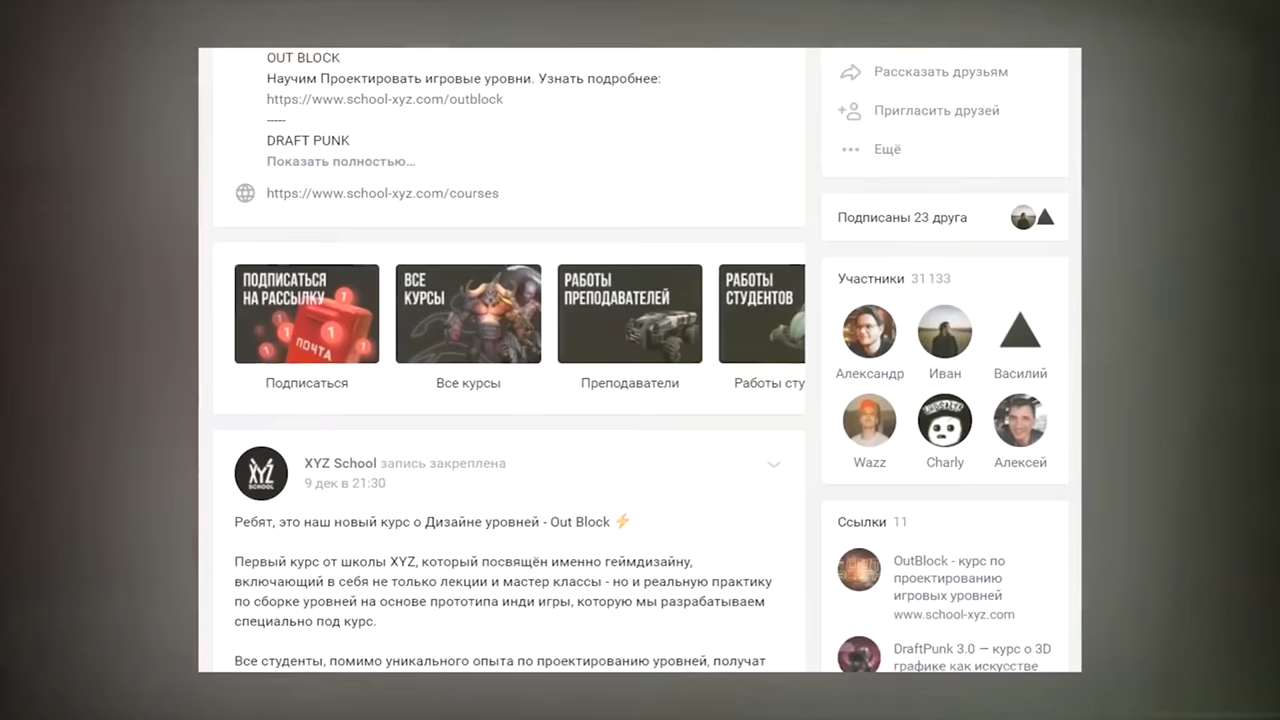 OUT BLOCK
Научим Проектировать игровые уровни. Узнать подробнее:
https://www.school-xyz.com/outblock
-----
DRAFT PUNK
Показать полностью…
https://www.school-xyz.com/courses
ПОДПИСАТЬСЯ
НА РАССЫЛКУ
1
1
1
1
1
ПОЧТА
Подписаться
ВСЕ
КУРСЫ
Все курсы
РАБОТЫ
ПРЕПОДАВАТЕЛЕЙ
Преподаватели
РАБОТЫ
СТУДЕНТОВ
Работы сту
XYZ
SCHOOL
XYZ School запись закреплена
9 дек в 21:30
Ребят, это наш новый курс о Дизайне уровней - Out Block ⚡
Первый курс от школы XYZ, который посвящён именно геймдизайну,
включающий в себя не только лекции и мастер классы - но и реальную практику
по сборке уровней на основе прототипа инди игры, которую мы разрабатываем
специально под курс.
Все студенты, помимо уникального опыта по проектированию уровней, получат
Рассказать друзьям
Пригласить друзей
Ещё
Подписаны 23 друга
Участники 31 133
Александр
Иван
Василий
Wazz
Charly
Алексей
Ссылки 11
OutBlock - курс по
проектированию
игровых уровней
www.school-xyz.com
DraftPunk 3.0 — курс о 3D
графике как искусстве